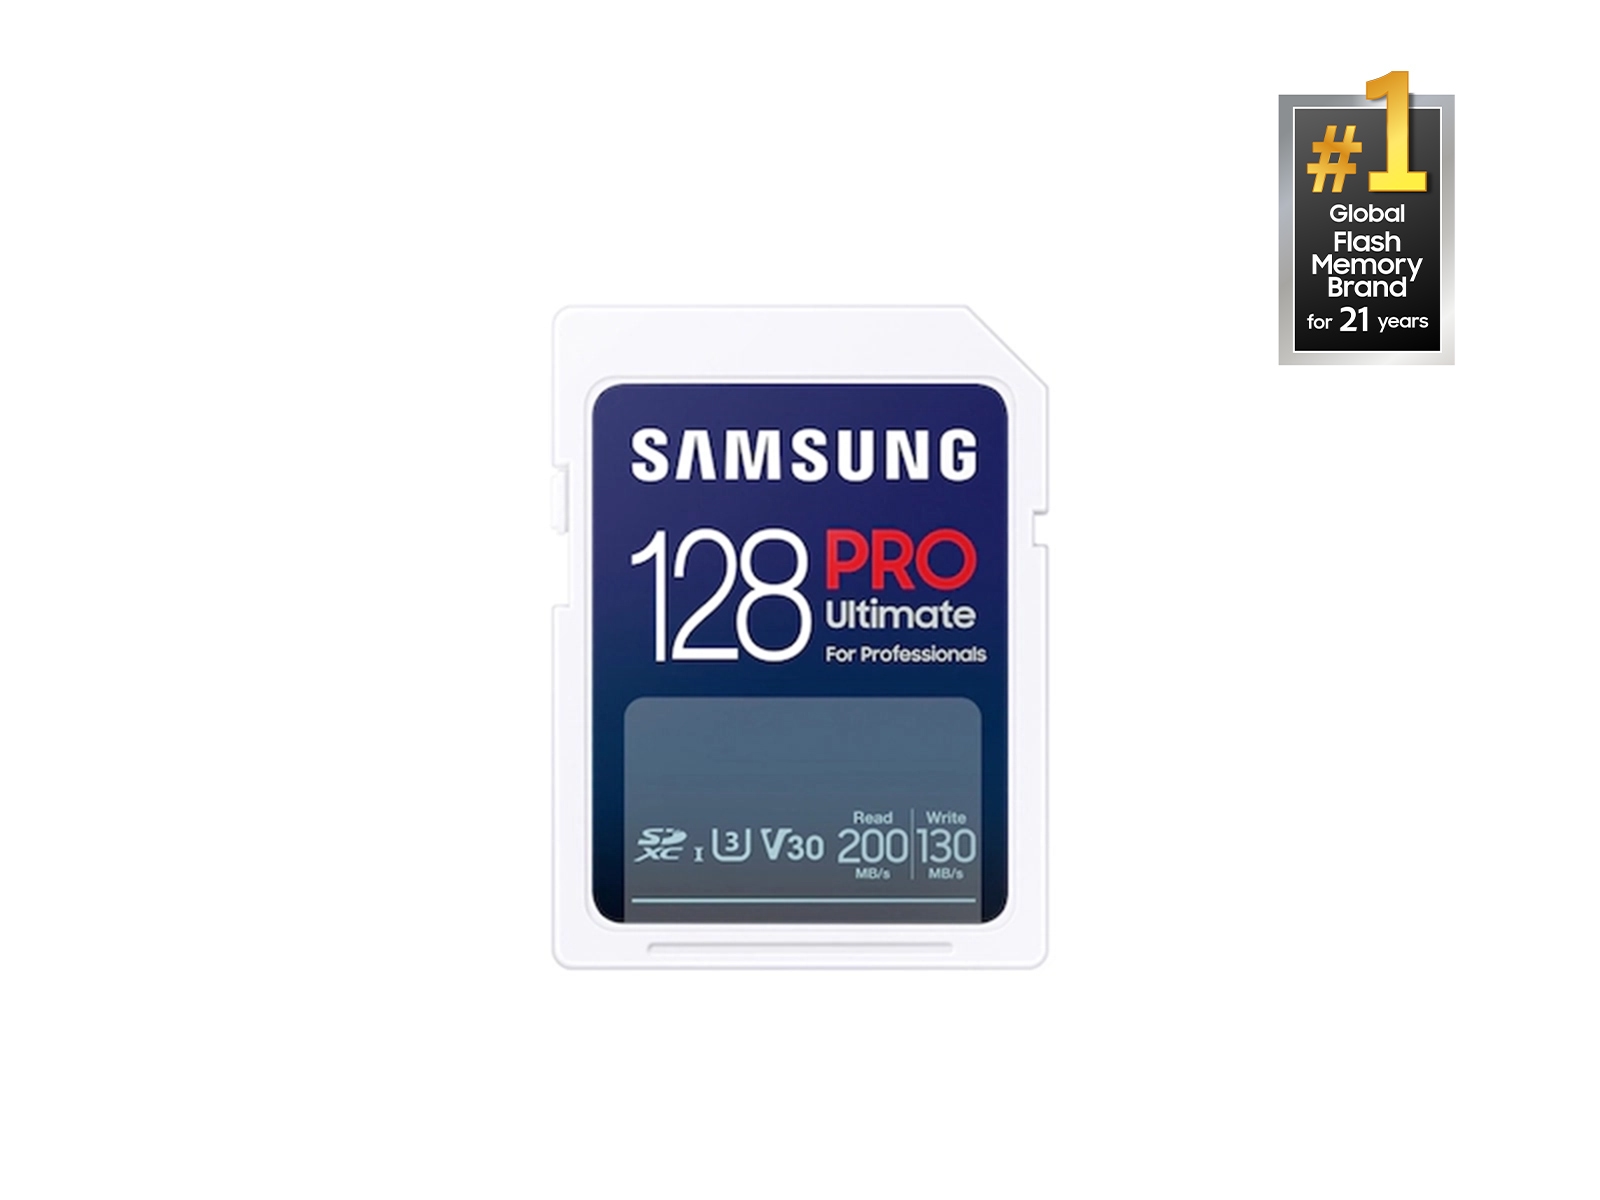 #1
Global
Flash
Memory
Brand
for 21 years
SAMSUNG
128 PRO
Ultimate
For Professionals
Read Write
SD XC I 3 V30 200 130
MB/s MB/s